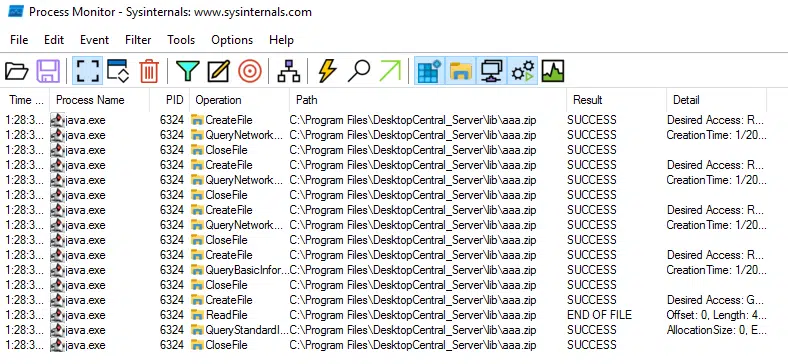 Process Monitor - Sysinternals: www.sysinternals.com
File Edit Event Filter Tools Options Help
Time ... Process Name PID Operation Path Result Detail
1:28:3... java.exe 6324 CreateFile C:\Program Files\DesktopCentral_Server\lib\aaa.zip SUCCESS Desired Access: R...
1:28:3... java.exe 6324 QueryNetwork... C:\Program Files\DesktopCentral_Server\lib\aaa.zip SUCCESS CreationTime: 1/20...
1:28:3... java.exe 6324 CloseFile C:\Program Files\DesktopCentral_Server\lib\aaa.zip SUCCESS
1:28:3... java.exe 6324 CreateFile C:\Program Files\DesktopCentral_Server\lib\aaa.zip SUCCESS Desired Access: R...
1:28:3... java.exe 6324 QueryNetwork... C:\Program Files\DesktopCentral_Server\lib\aaa.zip SUCCESS CreationTime: 1/20...
1:28:3... java.exe 6324 CloseFile C:\Program Files\DesktopCentral_Server\lib\aaa.zip SUCCESS
1:28:3... java.exe 6324 CreateFile C:\Program Files\DesktopCentral_Server\lib\aaa.zip SUCCESS Desired Access: R...
1:28:3... java.exe 6324 QueryNetwork... C:\Program Files\DesktopCentral_Server\lib\aaa.zip SUCCESS CreationTime: 1/20...
1:28:3... java.exe 6324 CloseFile C:\Program Files\DesktopCentral_Server\lib\aaa.zip SUCCESS
1:28:3... java.exe 6324 CreateFile C:\Program Files\DesktopCentral_Server\lib\aaa.zip SUCCESS Desired Access: R...
1:28:3... java.exe 6324 QueryBasicInfor... C:\Program Files\DesktopCentral_Server\lib\aaa.zip SUCCESS CreationTime: 1/20...
1:28:3... java.exe 6324 CloseFile C:\Program Files\DesktopCentral_Server\lib\aaa.zip SUCCESS
1:28:3... java.exe 6324 CreateFile C:\Program Files\DesktopCentral_Server\lib\aaa.zip SUCCESS Desired Access: G...
1:28:3... java.exe 6324 ReadFile C:\Program Files\DesktopCentral_Server\lib\aaa.zip END OF FILE Offset: 0, Length: 4...
1:28:3... java.exe 6324 QueryStandardI... C:\Program Files\DesktopCentral_Server\lib\aaa.zip SUCCESS AllocationSize: 0, E...
1:28:3... java.exe 6324 CloseFile C:\Program Files\DesktopCentral_Server\lib\aaa.zip SUCCESS